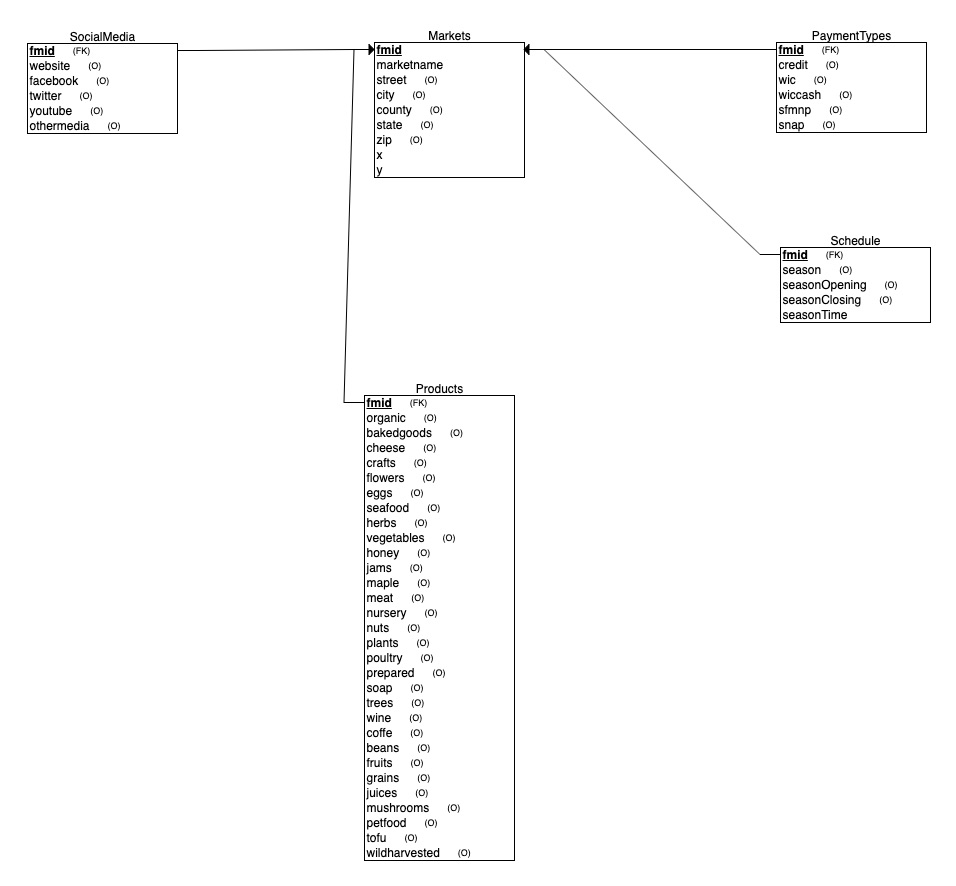 SocialMedia
fmid (FK)
website (O)
facebook (O)
twitter (O)
youtube (O)
othermedia (O)
Markets
fmid
marketname
street (O)
city (O)
county (O)
state (O)
zip (O)
x
y
PaymentTypes
fmid (FK)
credit (O)
wic (O)
wiccash (O)
sfmnp (O)
snap (O)
Schedule
fmid (FK)
season (O)
seasonOpening (O)
seasonClosing (O)
seasonTime
Products
fmid (FK)
organic (O)
bakedgoods (O)
cheese (O)
crafts (O)
flowers (O)
eggs (O)
seafood (O)
herbs (O)
vegetables (O)
honey (O)
jams (O)
maple (O)
meat (O)
nursery (O)
nuts (O)
plants (O)
poultry (O)
prepared (O)
soap (O)
trees (O)
wine (O)
coffe (O)
beans (O)
fruits (O)
grains (O)
juices (O)
mushrooms (O)
petfood (O)
tofu (O)
wildharvested (O)